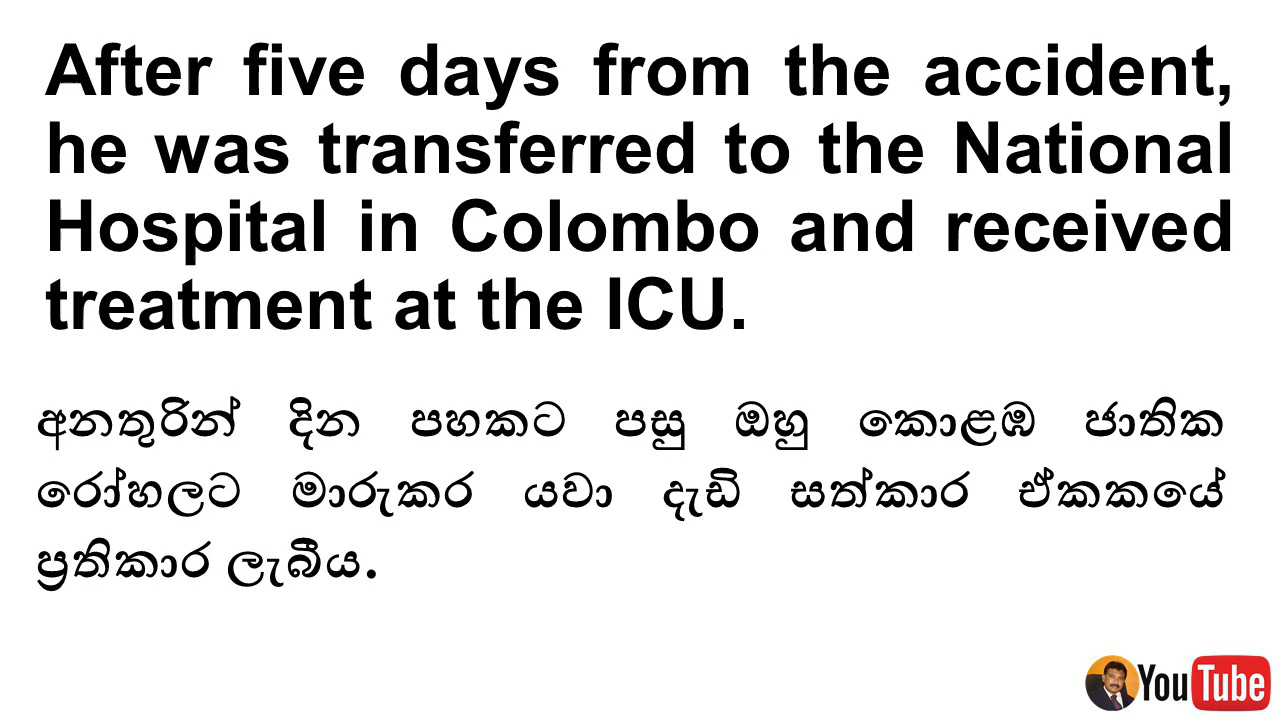 After five days from the accident,
he was transferred to the National
Hospital in Colombo and received
treatment at the ICU.
අනතුරින් දින පහකට පසු ඔහු කොළඹ ජාතික
රෝහලට මාරුකර යවා දැඩි සත්කාර ඒකකයේ
ප්‍රතිකාර ලැබීය.
YouTube